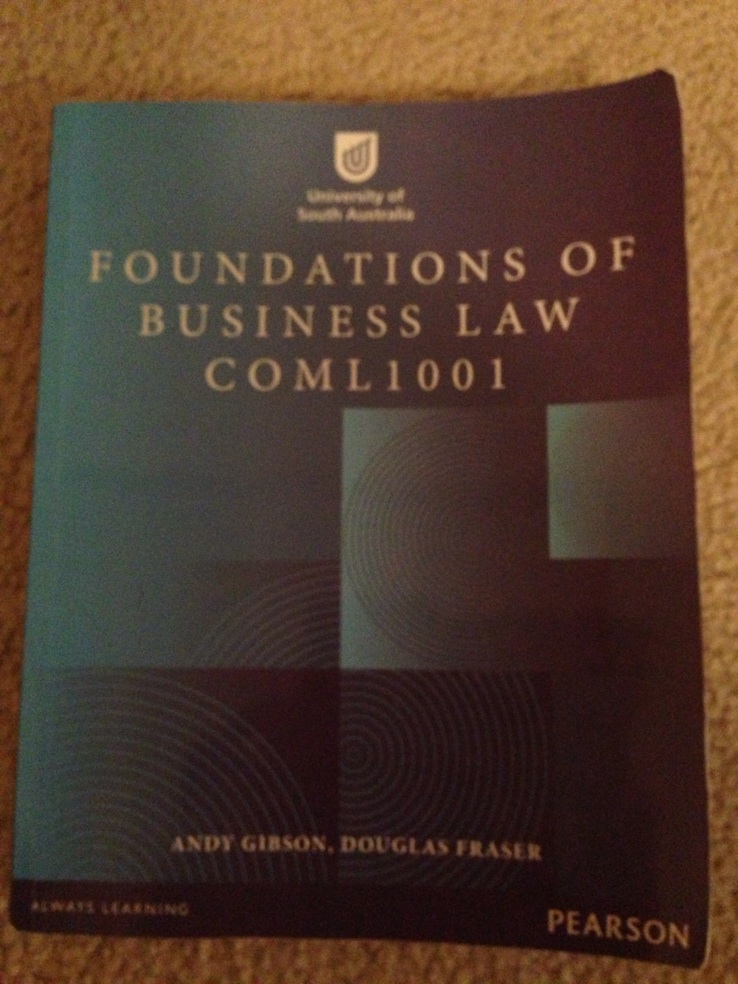 University of
South Australia
FOUNDATIONS OF
BUSINESS LAW
COML1001
ANDY GIBSON, DOUGLAS FRASER
ALWAYS LEARNING
PEARSON